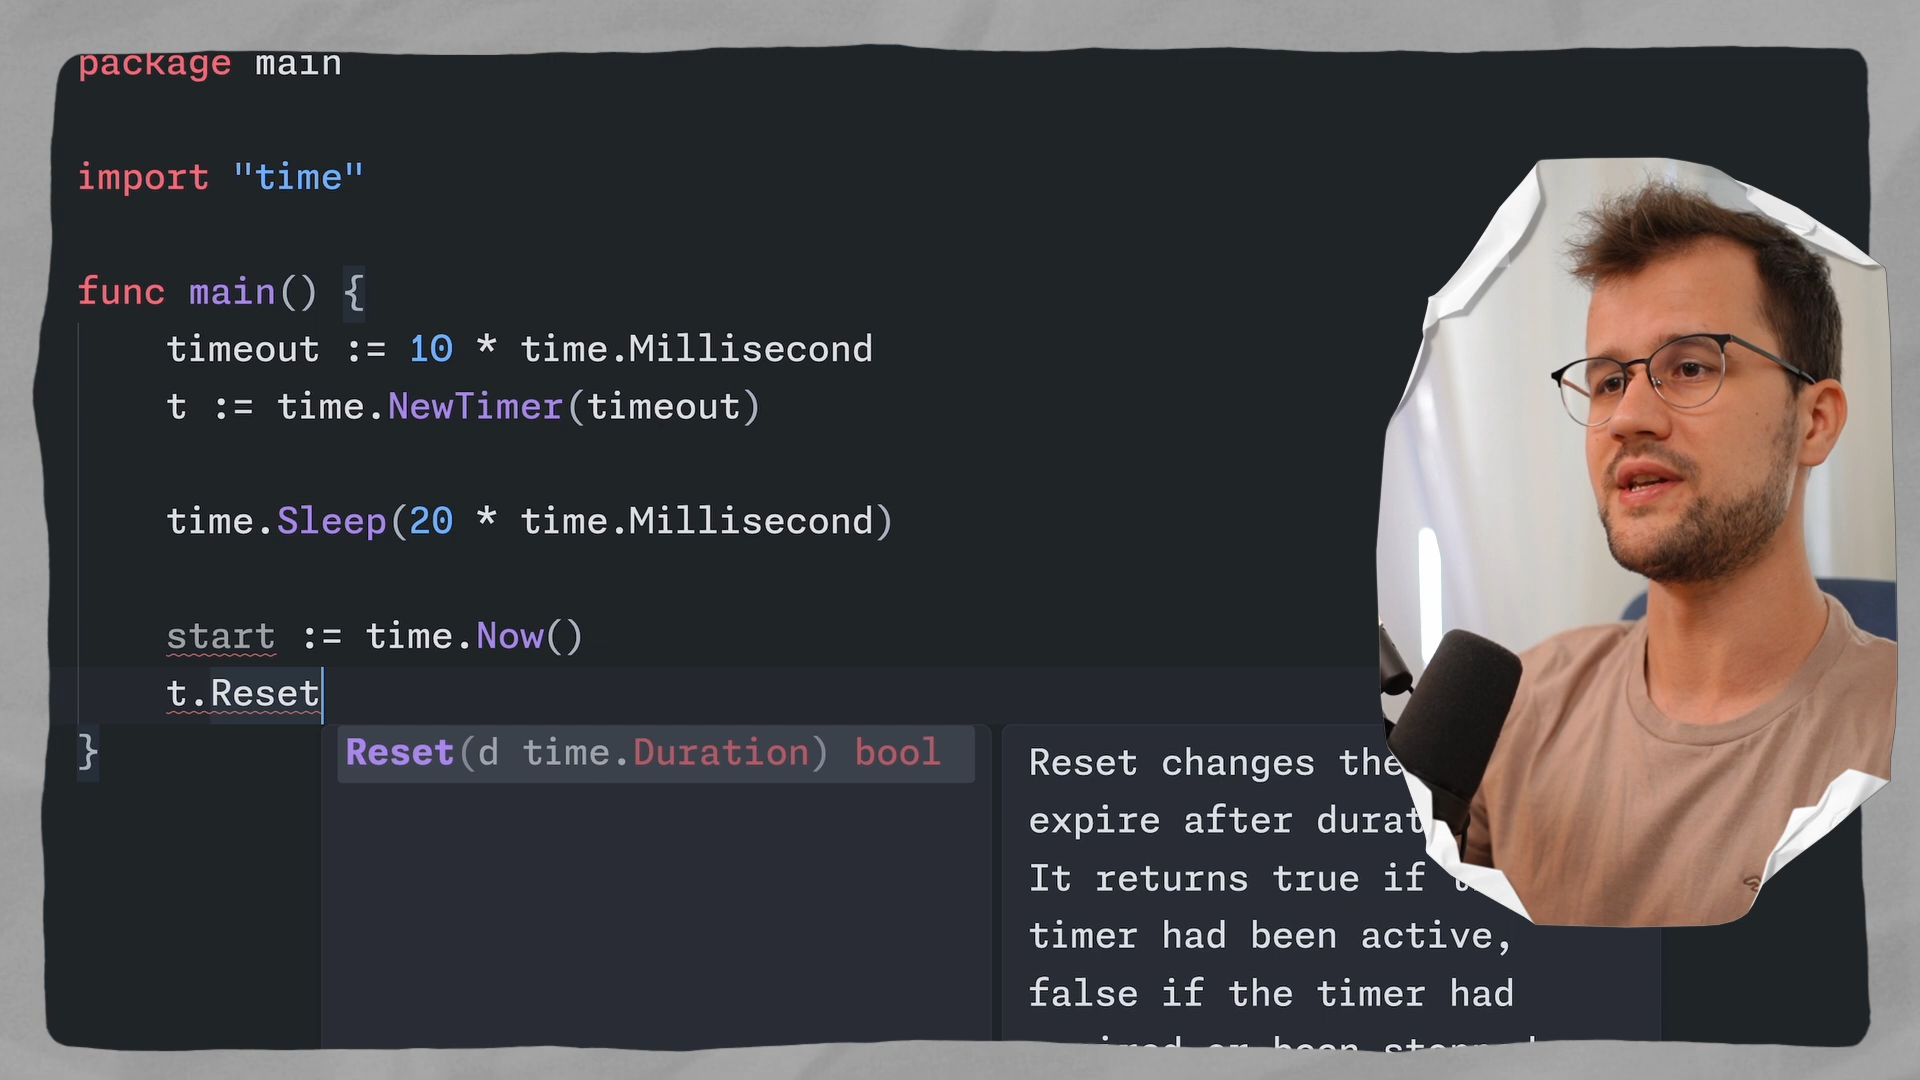 package main
import "time"
func main() {
timeout := 10 * time.Millisecond
t := time.NewTimer(timeout)
time.Sleep(20 * time.Millisecond)
start := time.Now()
t.Reset
}
Reset(d time.Duration) bool
Reset changes the
expire after
It returns true if
timer had been active,
false if the timer had
or been